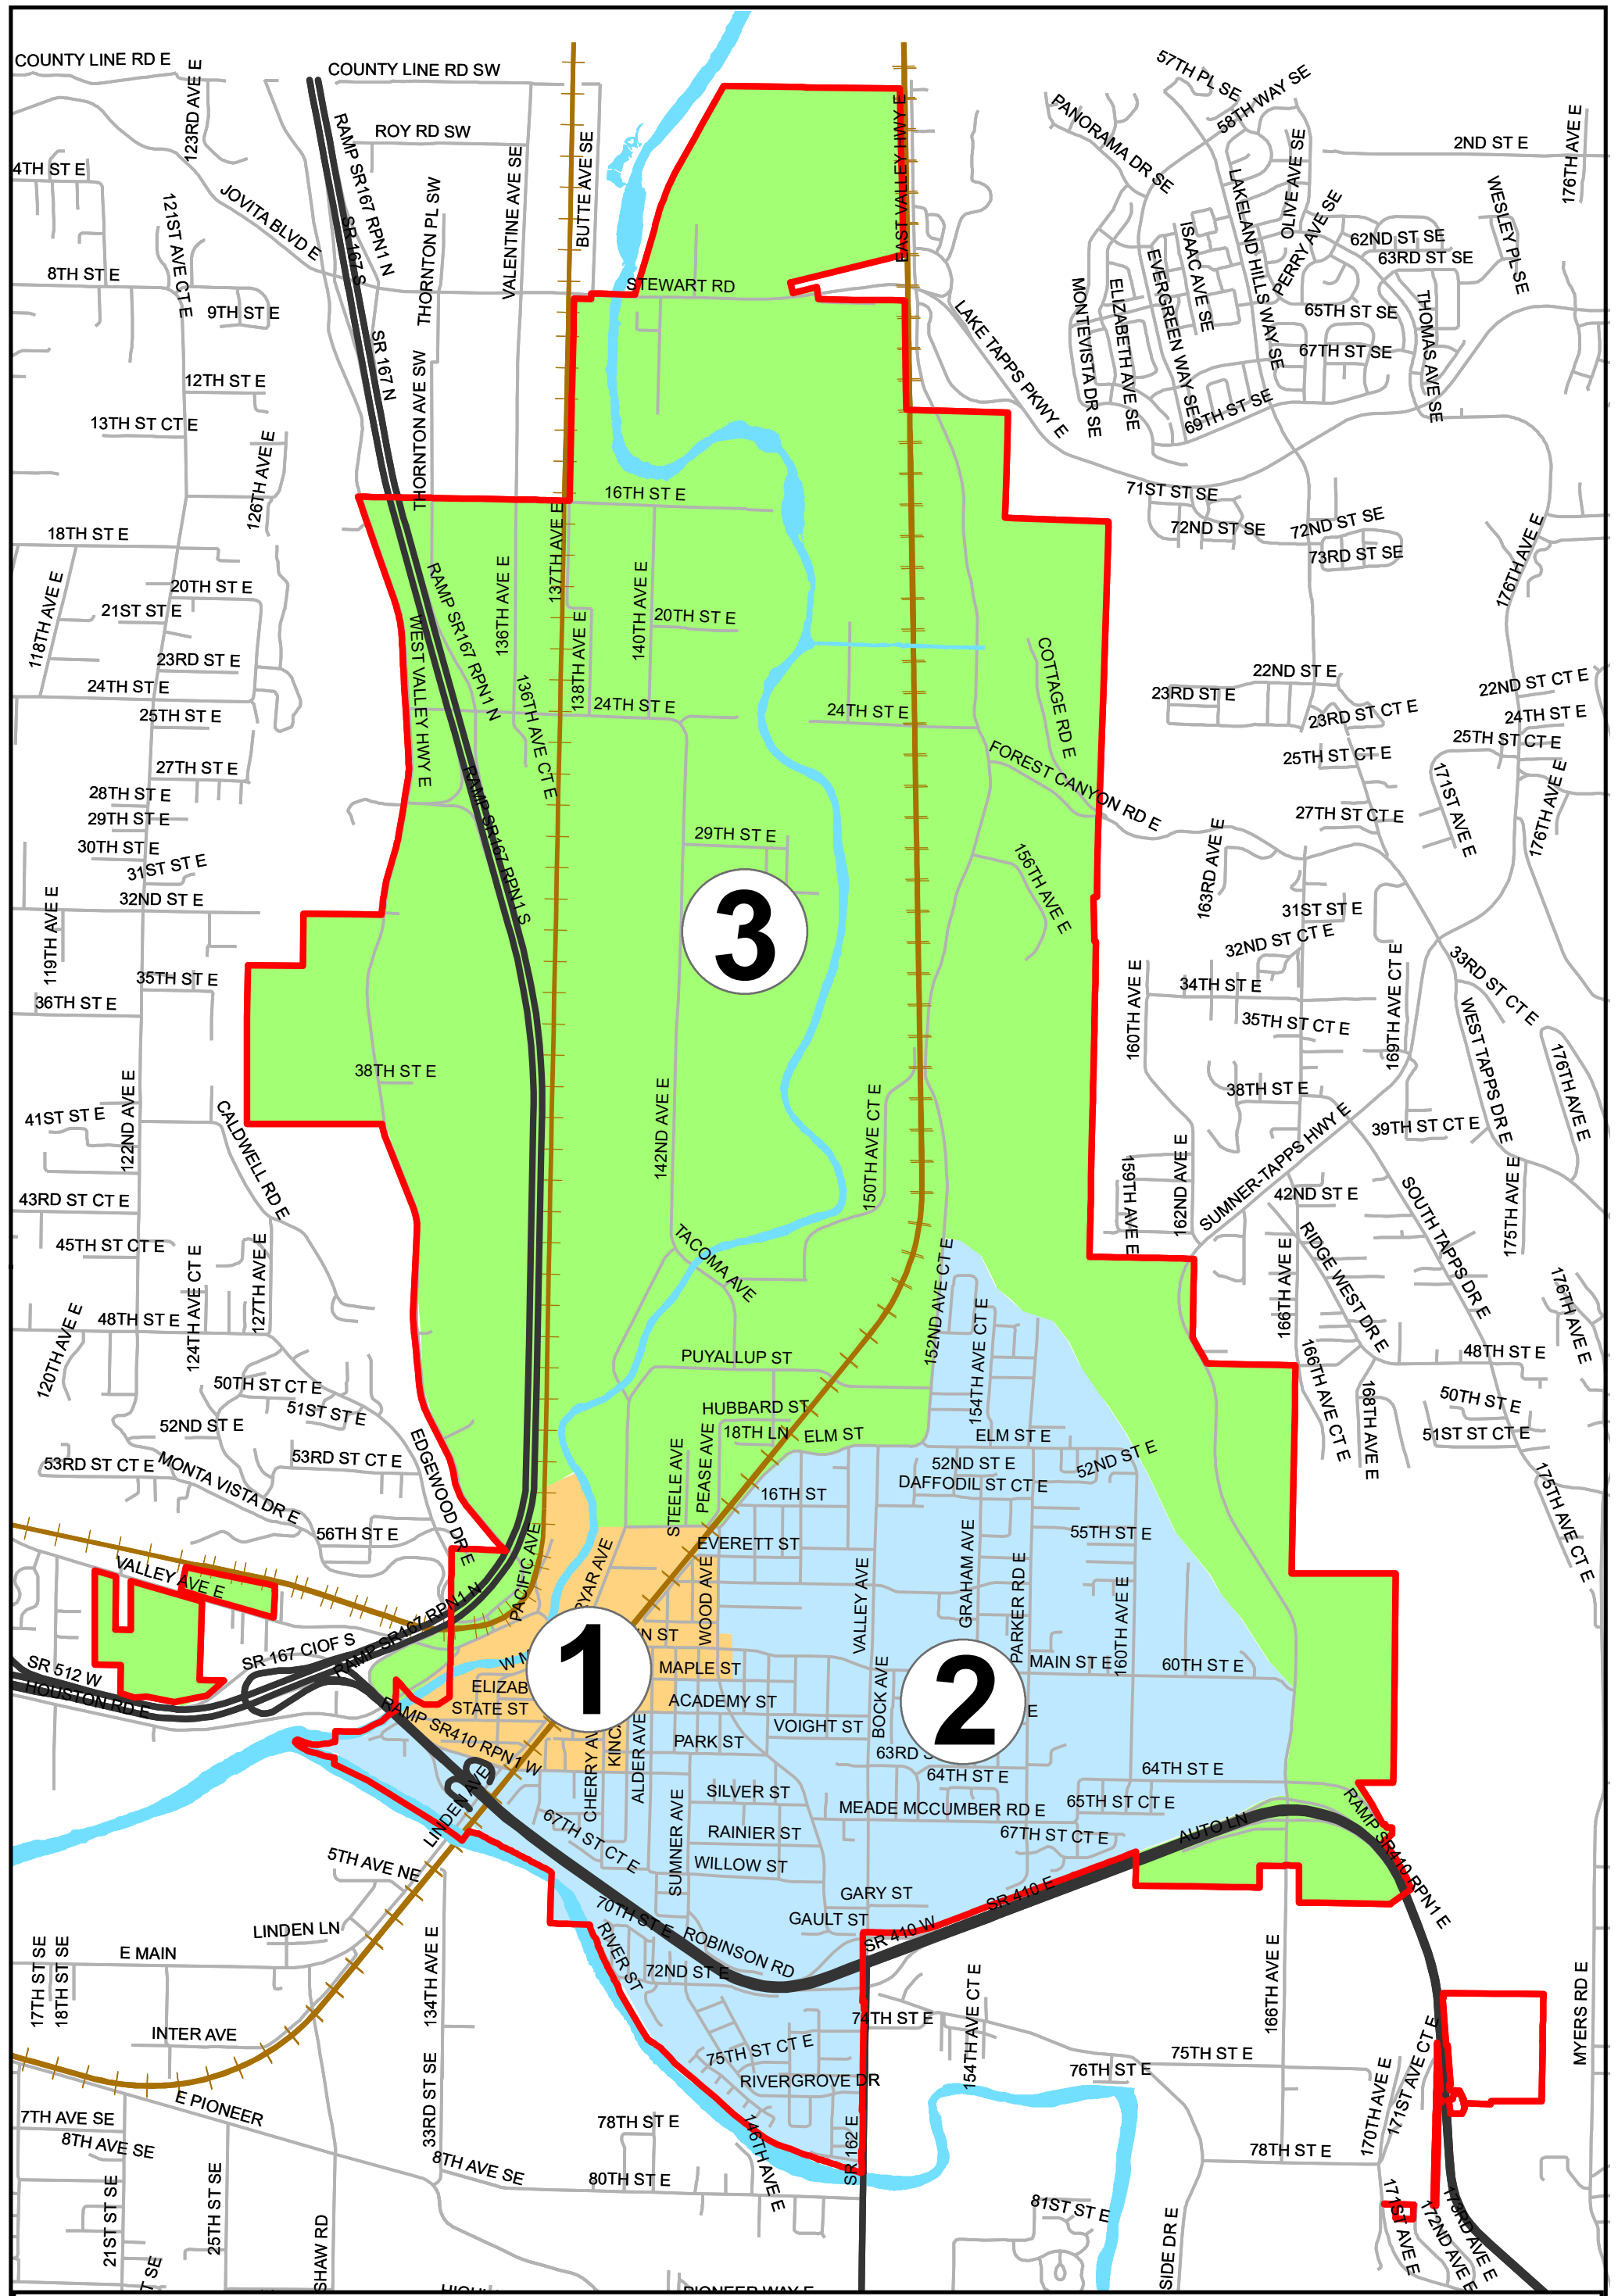 COUNTY LINE RD E
123RD AVE E
COUNTY LINE RD SW
ROY RD SW
RAMP SR167 RPN1 N
SR 167 S
THORNTON PL SW
VALENTINE AVE SE
BUTTE AVE SE
EAST VALLEY HWY E
57TH PL SE
58TH WAY SE
PANORAMA DR SE
2ND ST E
176TH AVE E
4TH ST E
JOVITA BLVD E
121ST AVE CT E
8TH ST E
9TH ST E
STEWART RD
LAKELAND HILLS WAY SE
OLIVE AVE SE
PERRY AVE SE
ISAAC AVE SE
62ND ST SE
63RD ST SE
WESLEY PL SE
EVERGREEN WAY SE
ELIZABETH AVE SE
MONTEVISTA DR SE
65TH ST SE
THOMAS AVE SE
67TH ST SE
69TH ST SE
LAKE TAPPS PKWY E
SR 167 N
THORNTON AVE SW
12TH ST E
13TH ST CT E
126TH AVE E
16TH ST E
71ST ST SE
72ND ST SE
72ND ST SE
73RD ST SE
176TH AVE E
18TH ST E
118TH AVE E
20TH ST E
21ST ST E
23RD ST E
24TH ST E
25TH ST E
27TH ST E
28TH ST E
29TH ST E
30TH ST E
31ST ST E
32ND ST E
WEST VALLEY HWY E
RAMP SR167 RPN1 N
136TH AVE E
137TH AVE E
138TH AVE E
140TH AVE E
20TH ST E
136TH AVE CT E
24TH ST E
24TH ST E
COTTAGE RD E
FOREST CANYON RD E
22ND ST E
23RD ST E
23RD ST CT E
22ND ST CT E
24TH ST E
25TH ST CT E
25TH ST CT E
171ST AVE E
176TH AVE E
27TH ST CT E
RAMP SR167 RPN1 S
29TH ST E
156TH AVE E
163RD AVE E
31ST ST E
32ND ST CT E
3
119TH AVE E
35TH ST E
36TH ST E
160TH AVE E
34TH ST E
35TH ST CT E
169TH AVE CT E
33RD ST CT E
WEST TAPPS DR E
176TH AVE E
38TH ST E
38TH ST E
41ST ST E
122ND AVE E
CALDWELL RD E
142ND AVE E
150TH AVE CT E
39TH ST CT E
SUMNER-TAPPS HWY E
159TH AVE E
162ND AVE E
42ND ST E
SOUTH TAPPS DR E
175TH AVE E
43RD ST CT E
45TH ST CT E
124TH AVE CT E
127TH AVE E
48TH ST E
120TH AVE E
TACOMA AVE
152ND AVE CT E
154TH AVE CT E
166TH AVE E
RIDGE WEST DR E
176TH AVE E
48TH ST E
PUYALLUP ST
50TH ST CT E
51ST ST E
52ND ST E
53RD ST CT E
53RD ST CT E
MONTA VISTA DR E
EDGEWOOD DR E
56TH ST E
HUBBARD ST
18TH LN
ELM ST
ELM ST E
52ND ST E
52ND ST E
DAFFODIL ST CT E
166TH AVE CT E
168TH AVE E
50TH ST E
51ST ST CT E
175TH AVE CT E
STEELE AVE
PEASE AVE
16TH ST
EVERETT ST
55TH ST E
VALLEY AVE E
PACIFIC AVE
RYAR AVE
WOOD AVE
VALLEY AVE
GRAHAM AVE
PARKER RD E
160TH AVE E
SR 167 CIOF S
RAMP SR167 RPN1 N
SR 512 W
HOUSTON RD E
W M
IN ST
1
MAPLE ST
MAIN ST E
60TH ST E
ELIZAB
STATE ST
ACADEMY ST
BOCK AVE
2
E
RAMP SR410 RPN1 W
CHERRY AV
KINCA
ALDER AVE
PARK ST
VOIGHT ST
63RD S
64TH ST E
64TH ST E
LINDEN AVE
SILVER ST
MEADE MCCUMBER RD E
65TH ST CT E
67TH ST CT E
67TH ST CT E
SUMNER AVE
RAINIER ST
WILLOW ST
AUTO LN
RAMP SR410 RPN1 E
5TH AVE NE
GARY ST
GAULT ST
SR 410 E
SR 410 W
LINDEN LN
70TH ST E
ROBINSON RD
RIVER ST
72ND ST E
E MAIN
17TH ST SE
18TH ST SE
134TH AVE E
INTER AVE
74TH ST E
154TH AVE CT E
166TH AVE E
MYERS RD E
75TH ST CT E
RIVERGROVE DR
75TH ST E
76TH ST E
170TH AVE E
171ST AVE CT E
E PIONEER
33RD ST SE
7TH AVE SE
8TH AVE SE
78TH ST E
146TH AVE E
SR 162 E
78TH ST E
8TH AVE SE
80TH ST E
81ST ST E
171ST AVE E
172ND AVE E
173RD AVE E
21ST ST SE
25TH ST SE
SHAW RD
SIDE DR E
T SE
PIONEER WAY E